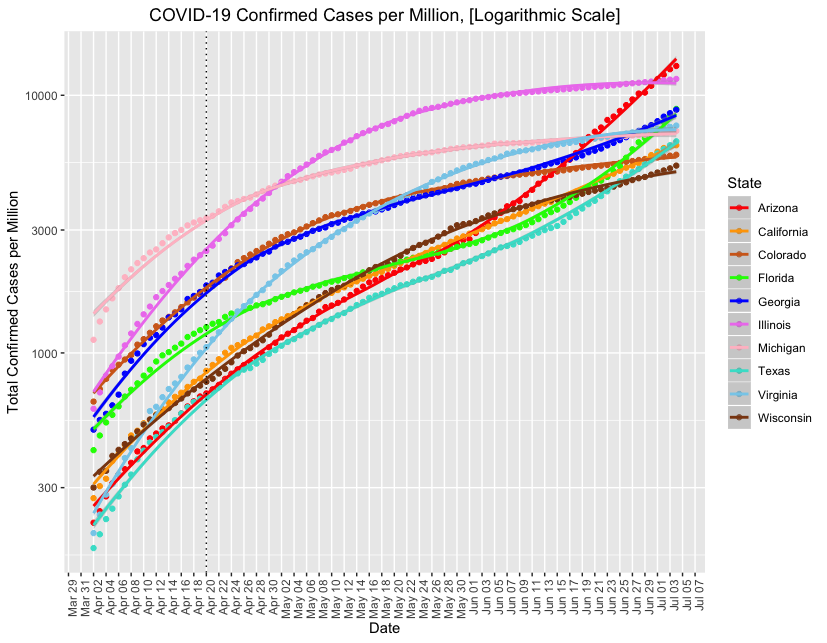 COVID-19 Confirmed Cases per Million, [Logarithmic Scale]
Total Confirmed Cases per Million
10000
3000
1000
300
Mar 29
Mar 31
Apr 02
Apr 04
Apr 06
Apr 08
Apr 10
Apr 12
Apr 14
Apr 16
Apr 18
Apr 20
Apr 22
Apr 24
Apr 26
Apr 28
Apr 30
May 02
May 04
May 06
May 08
May 10
May 12
May 14
May 16
May 18
May 20
May 22
May 24
May 26
May 28
May 30
Jun 01
Jun 03
Jun 05
Jun 07
Jun 09
Jun 11
Jun 13
Jun 15
Jun 17
Jun 19
Jun 21
Jun 23
Jun 25
Jun 27
Jun 29
Jul 01
Jul 03
Jul 05
Jul 07
Date
State
Arizona
California
Colorado
Florida
Georgia
Illinois
Michigan
Texas
Virginia
Wisconsin